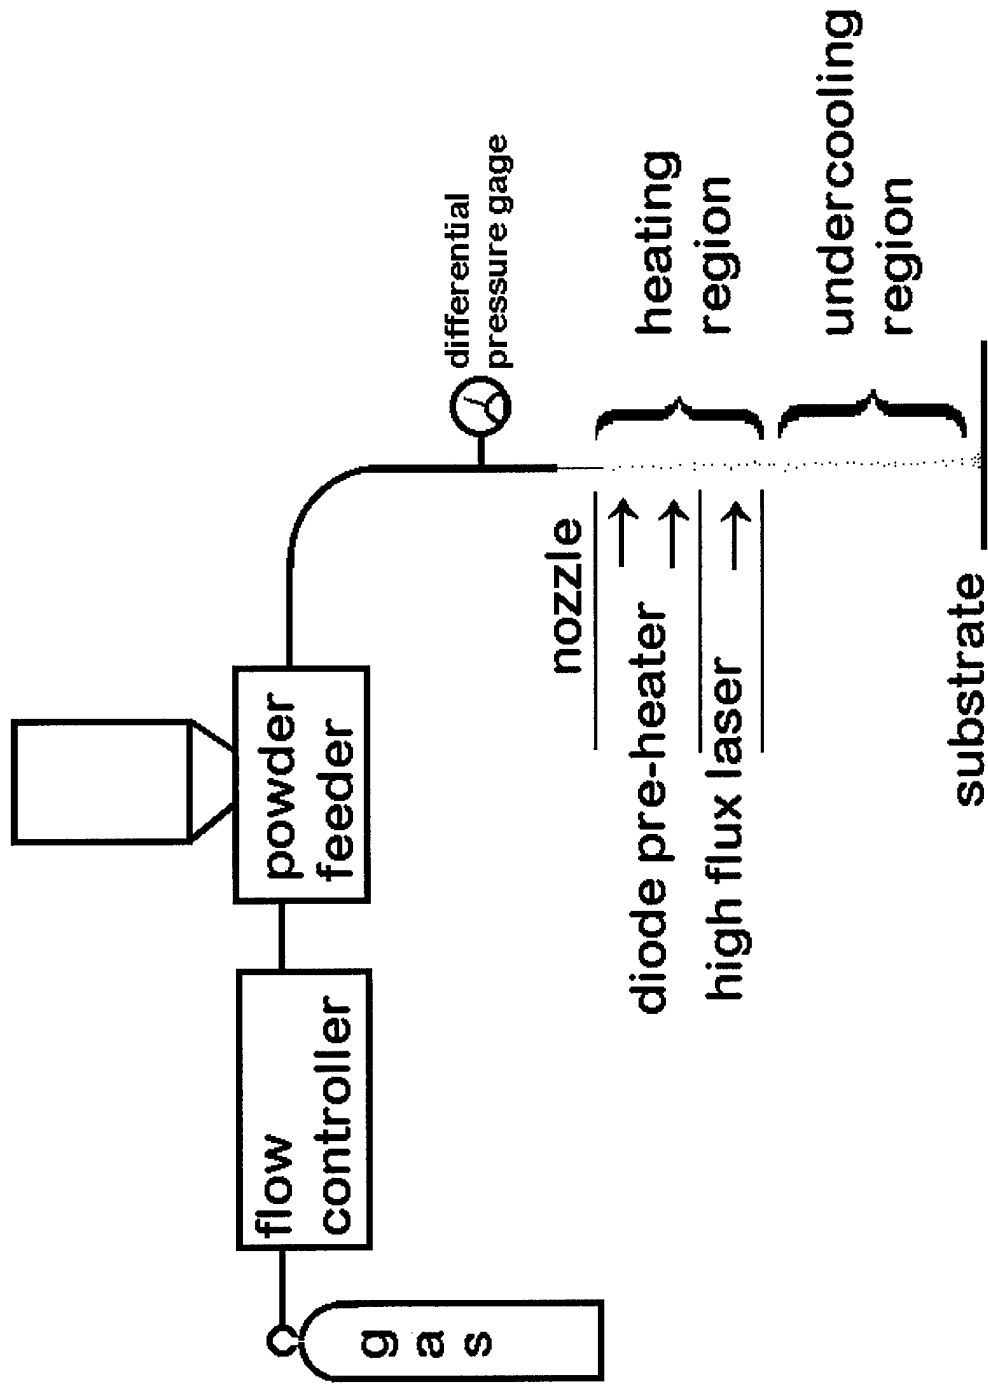 gas
flow
controller
powder
feeder
differential
pressure gage
nozzle
diode pre-heater
high flux laser
heating
region
undercooling
region
substrate